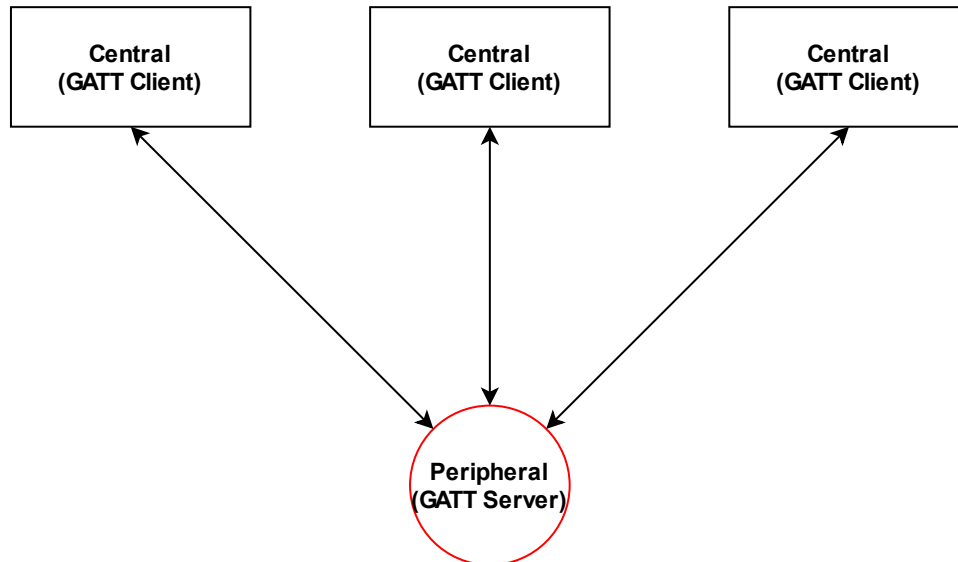 Central
(GATT Client)
Central
(GATT Client)
Central
(GATT Client)
Peripheral
(GATT Server)